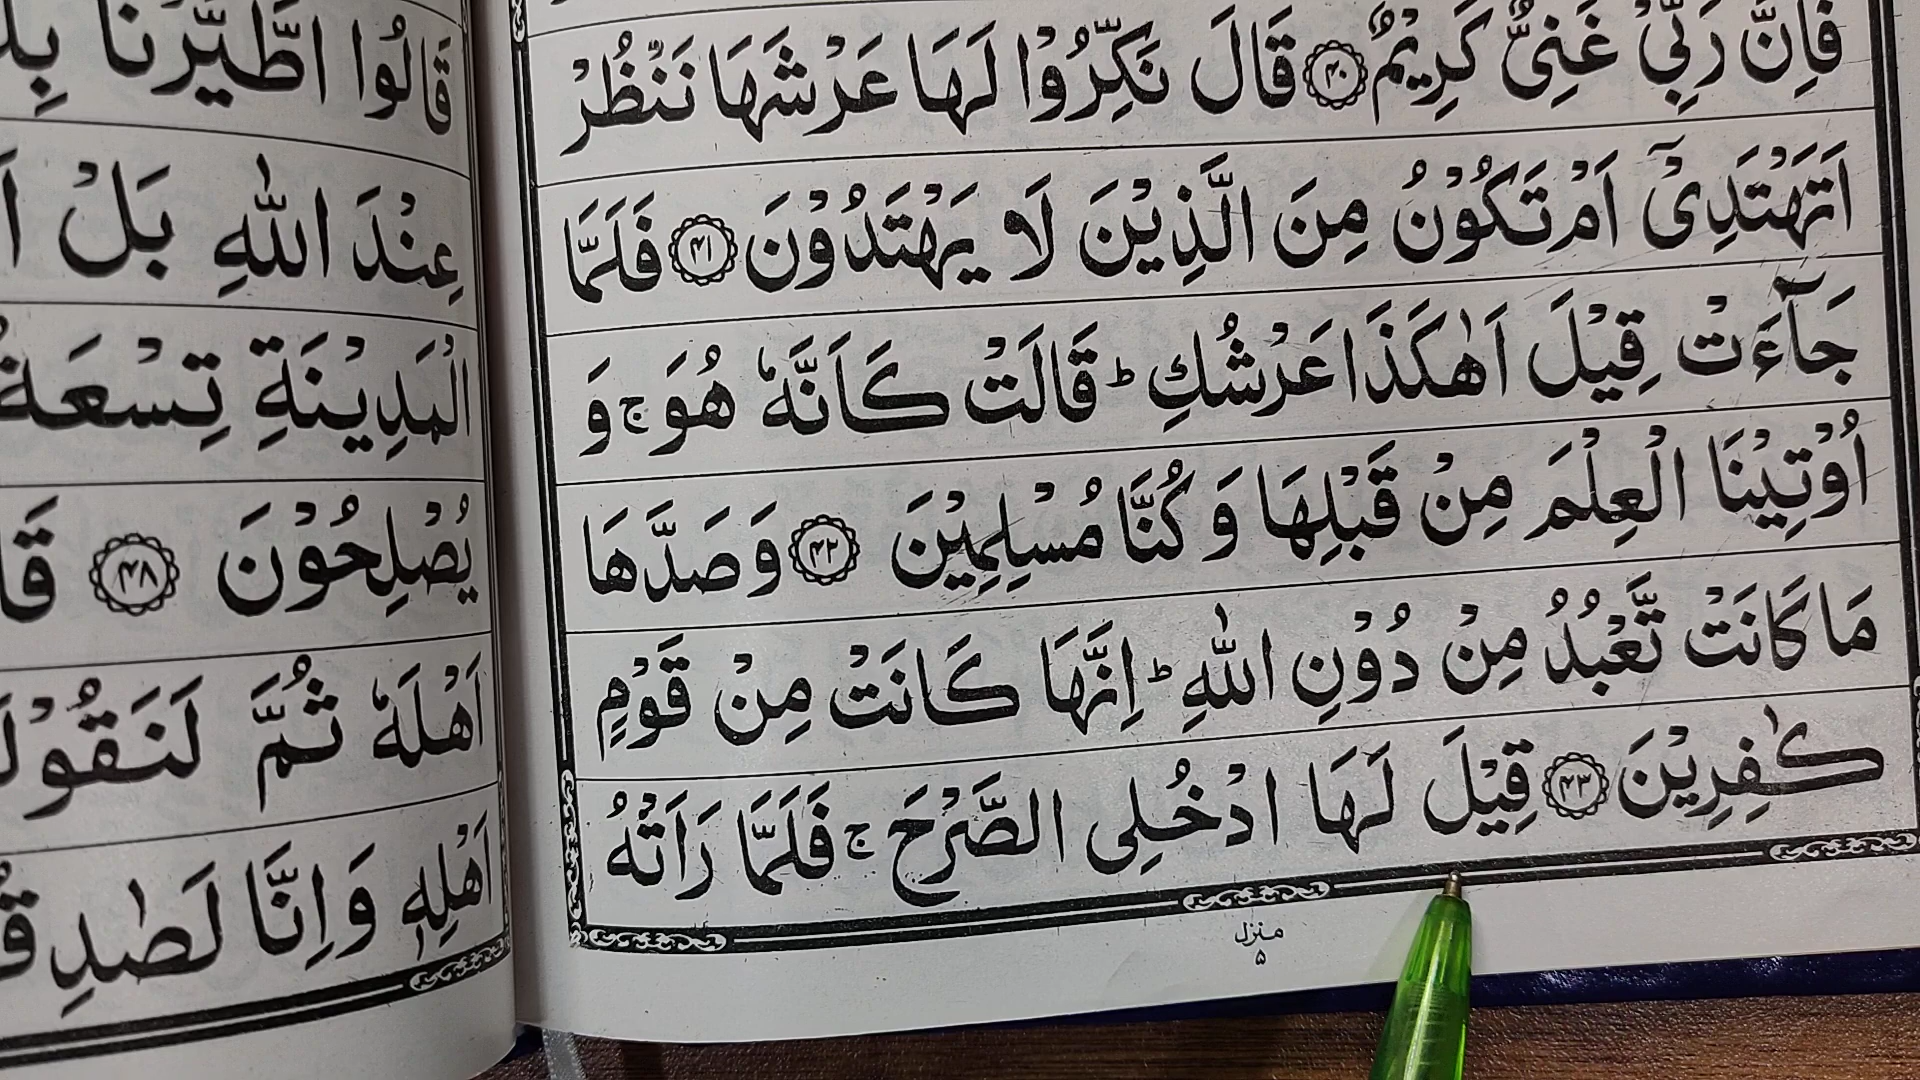 فَاِنَّ رَبِّیْ غَنِیٌّ كَرِیْمٌ ﴿۴۰﴾ قَالَ نَكِّرُوْا لَهَا عَرْشَهَا نَنْظُرْ
اَتَهْتَدِیْۤ اَمْ تَكُوْنُ مِنَ الَّذِیْنَ لَا یَهْتَدُوْنَ ﴿۴۱﴾ فَلَمَّا
جَآءَتْ قِیْلَ اَهٰكَذَا عَرْشُكِ ؕ قَالَتْ كَاَنَّهٗ هُوَ ۚ وَ
اُوْتِیْنَا الْعِلْمَ مِنْ قَبْلِهَا وَ كُنَّا مُسْلِمِیْنَ ﴿۴۲﴾ وَ صَدَّهَا
مَا كَانَتْ تَّعْبُدُ مِنْ دُوْنِ اللّٰهِ ؕ اِنَّهَا كَانَتْ مِنْ قَوْمٍ
كٰفِرِیْنَ ﴿۴۳﴾ قِیْلَ لَهَا ادْخُلِی الصَّرْحَ ۚ فَلَمَّا رَاَتْهُ
منزل
۵
قَالُوا اطَّیَّرْنَا
عِنْدَ اللّٰهِ بَلْ
الْمَدِیْنَةِ تِسْعَةُ
یُصْلِحُوْنَ ﴿۴۸﴾
اَهْلَهٗ ثُمَّ
اَهْلِهٖ وَ اِنَّا